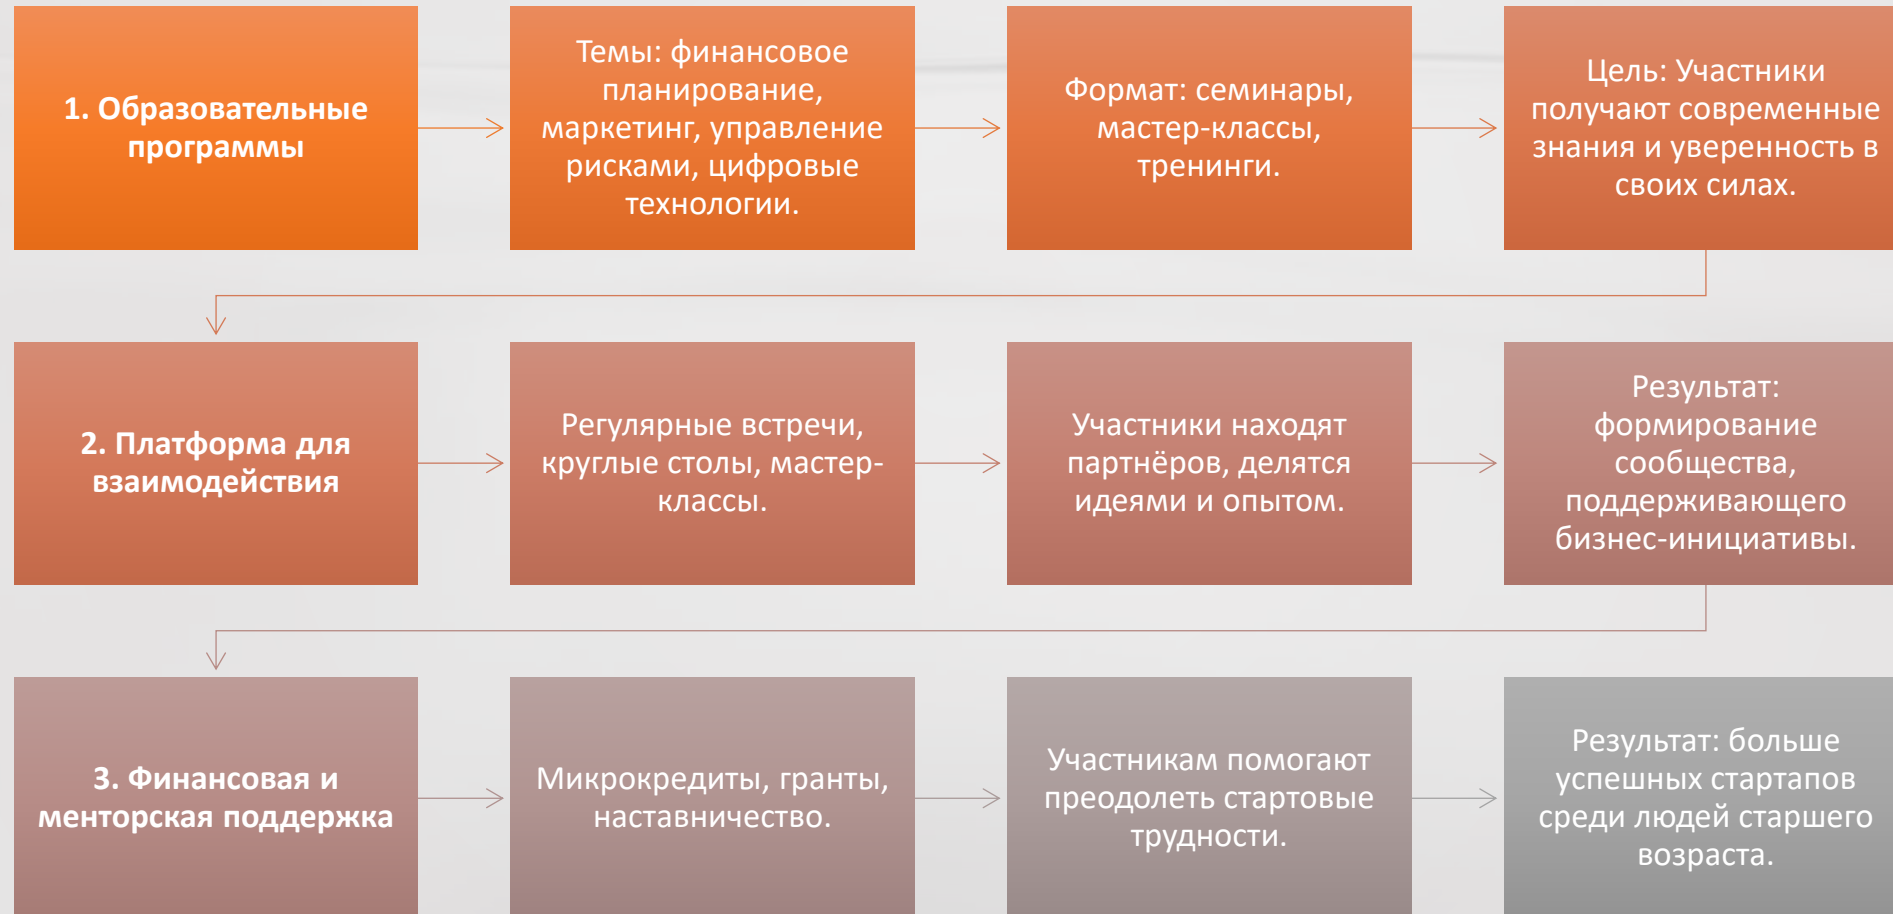 1. Образовательные
программы
Темы: финансовое
планирование,
маркетинг, управление
рисками, цифровые
технологии.
Формат: семинары,
мастер-классы,
тренинги.
Цель: Участники
получают современные
знания и уверенность в
своих силах.
2. Платформа для
взаимодействия
Регулярные встречи,
круглые столы, мастер-
классы.
Участники находят
партнёров, делятся
идеями и опытом.
Результат:
формирование
сообщества,
поддерживающего
бизнес-инициативы.
3. Финансовая и
менторская поддержка
Микрокредиты, гранты,
наставничество.
Участникам помогают
преодолеть стартовые
трудности.
Результат: больше
успешных стартапов
среди людей старшего
возраста.